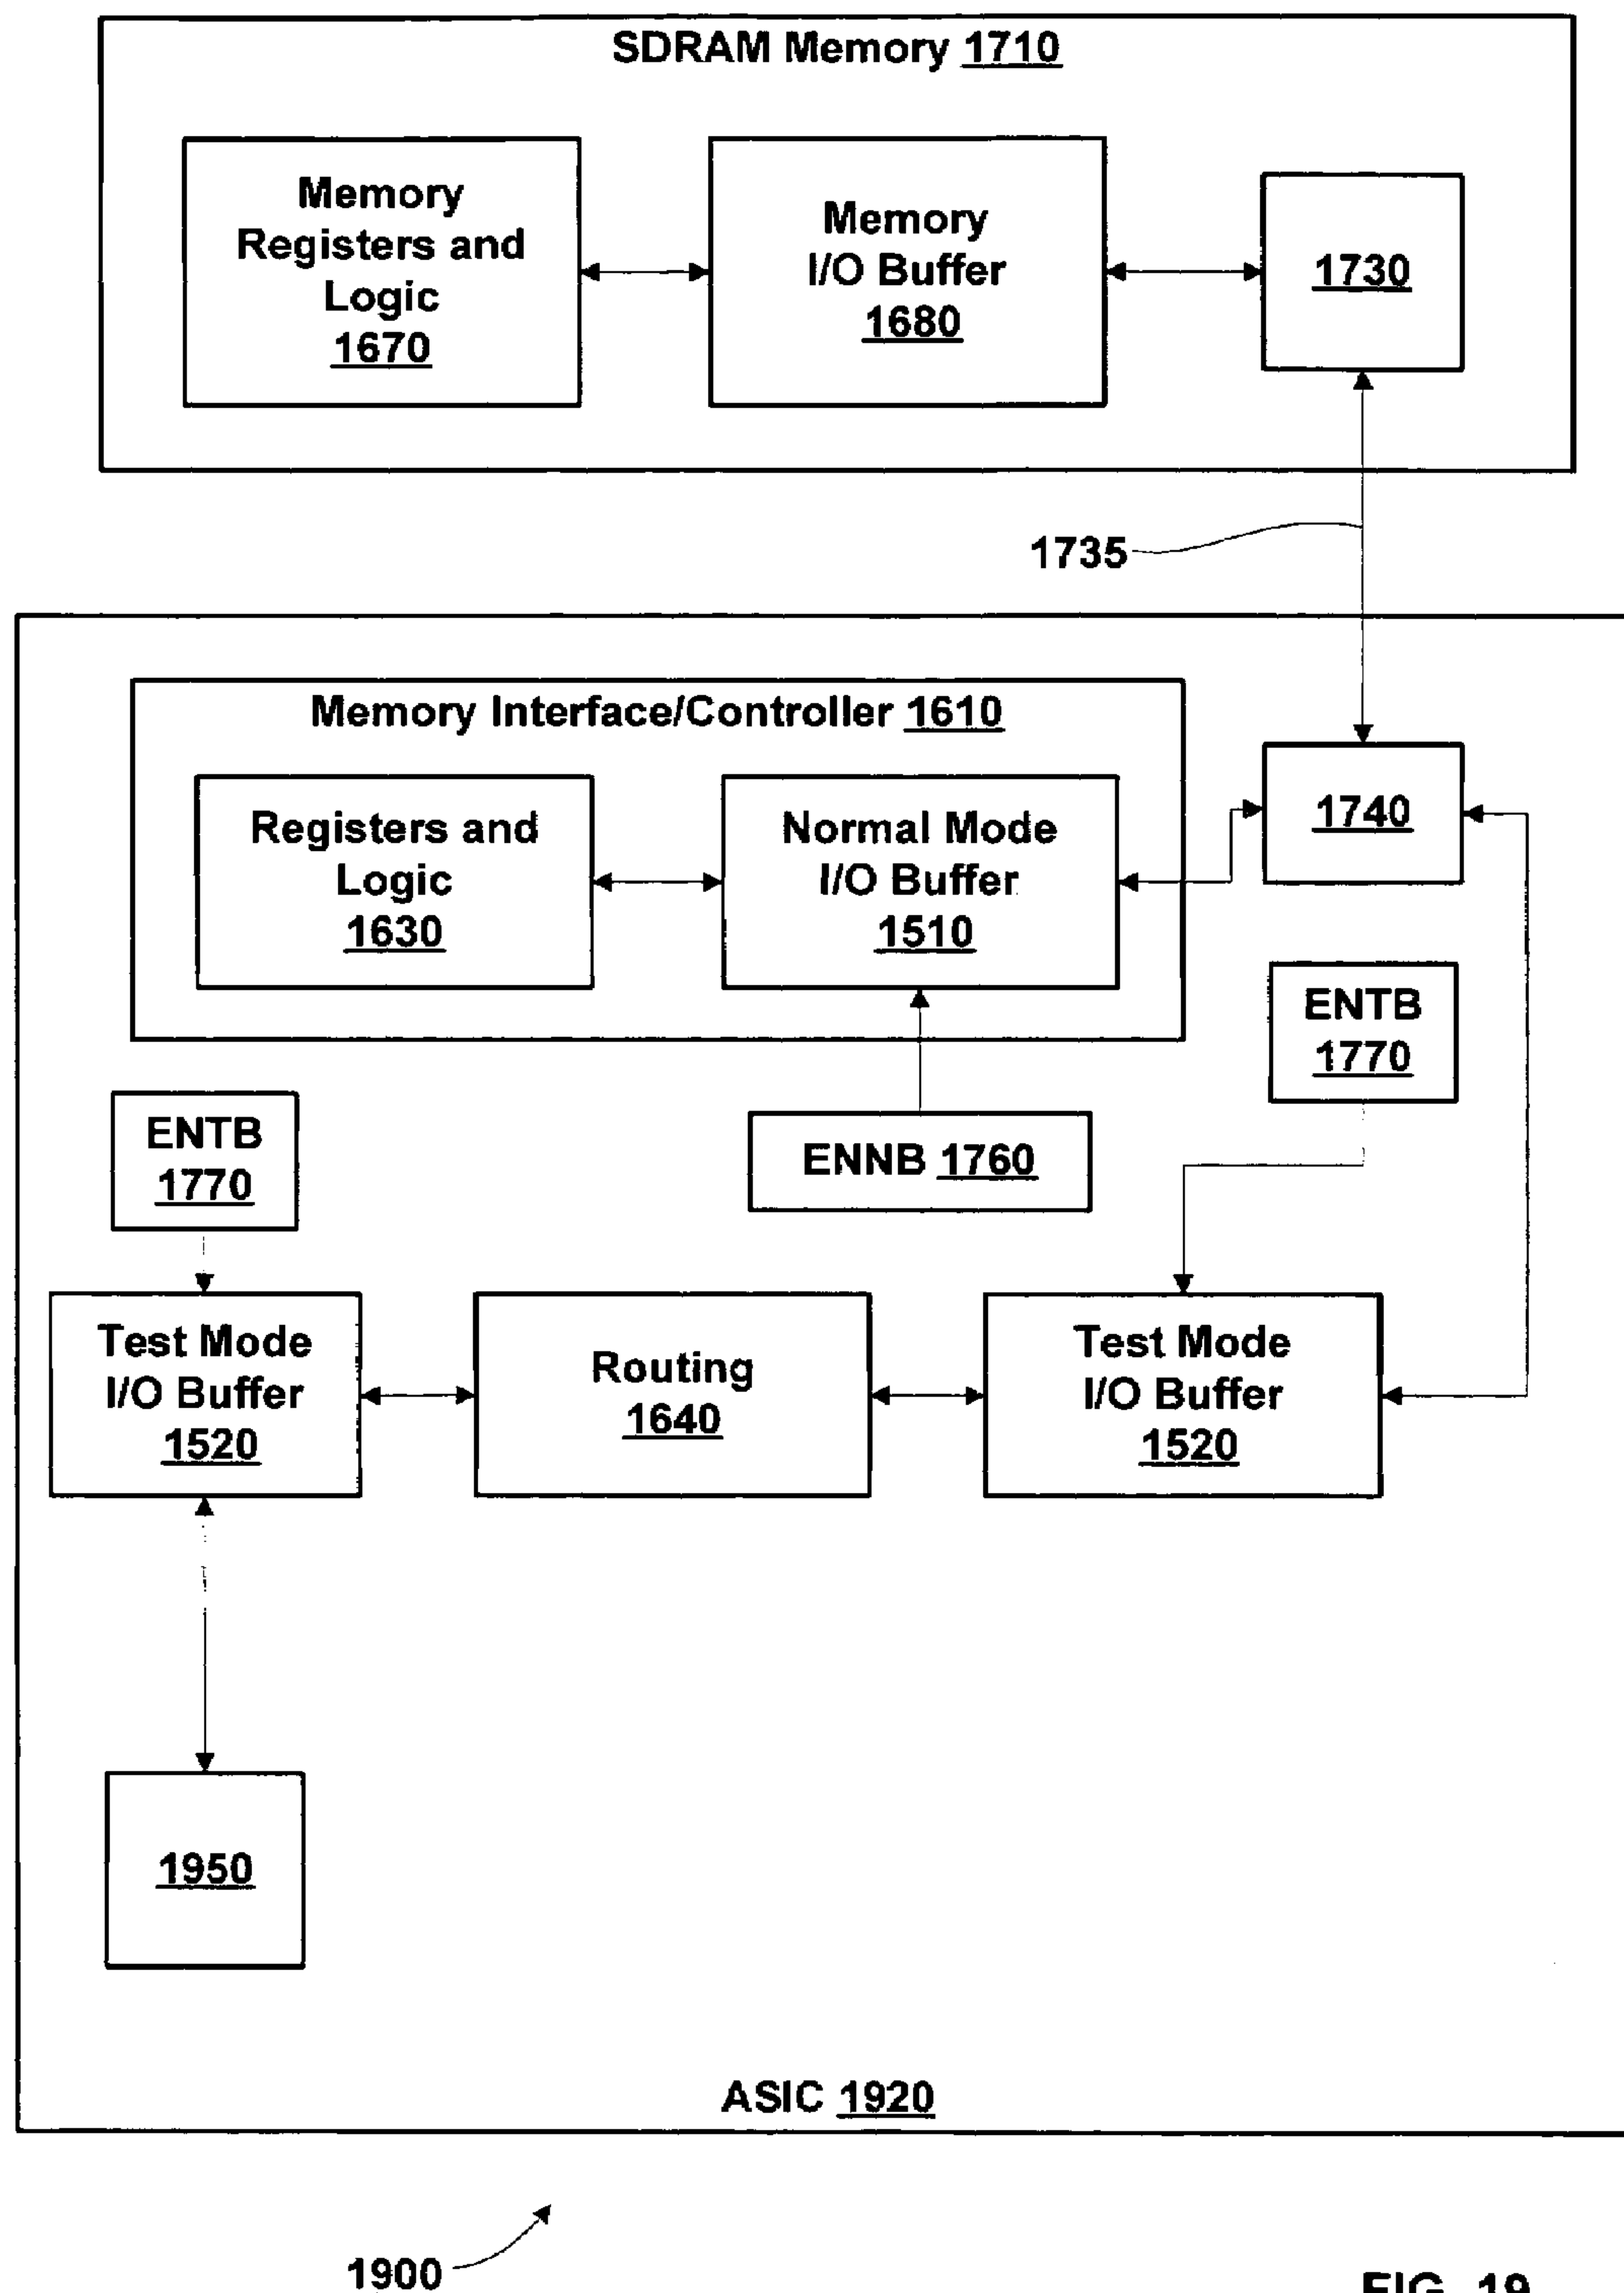 SDRAM Memory 1710
Memory
Registers and
Logic
1670
Memory
I/O Buffer
1680
1730
1735
Memory Interface/Controller 1610
Registers and
Logic
1630
Normal Mode
I/O Buffer
1510
1740
ENTB
1770
ENTB
1770
ENNB 1760
Test Mode
I/O Buffer
1520
Routing
1640
Test Mode
I/O Buffer
1520
1950
ASIC 1920
1900
FIG. 19